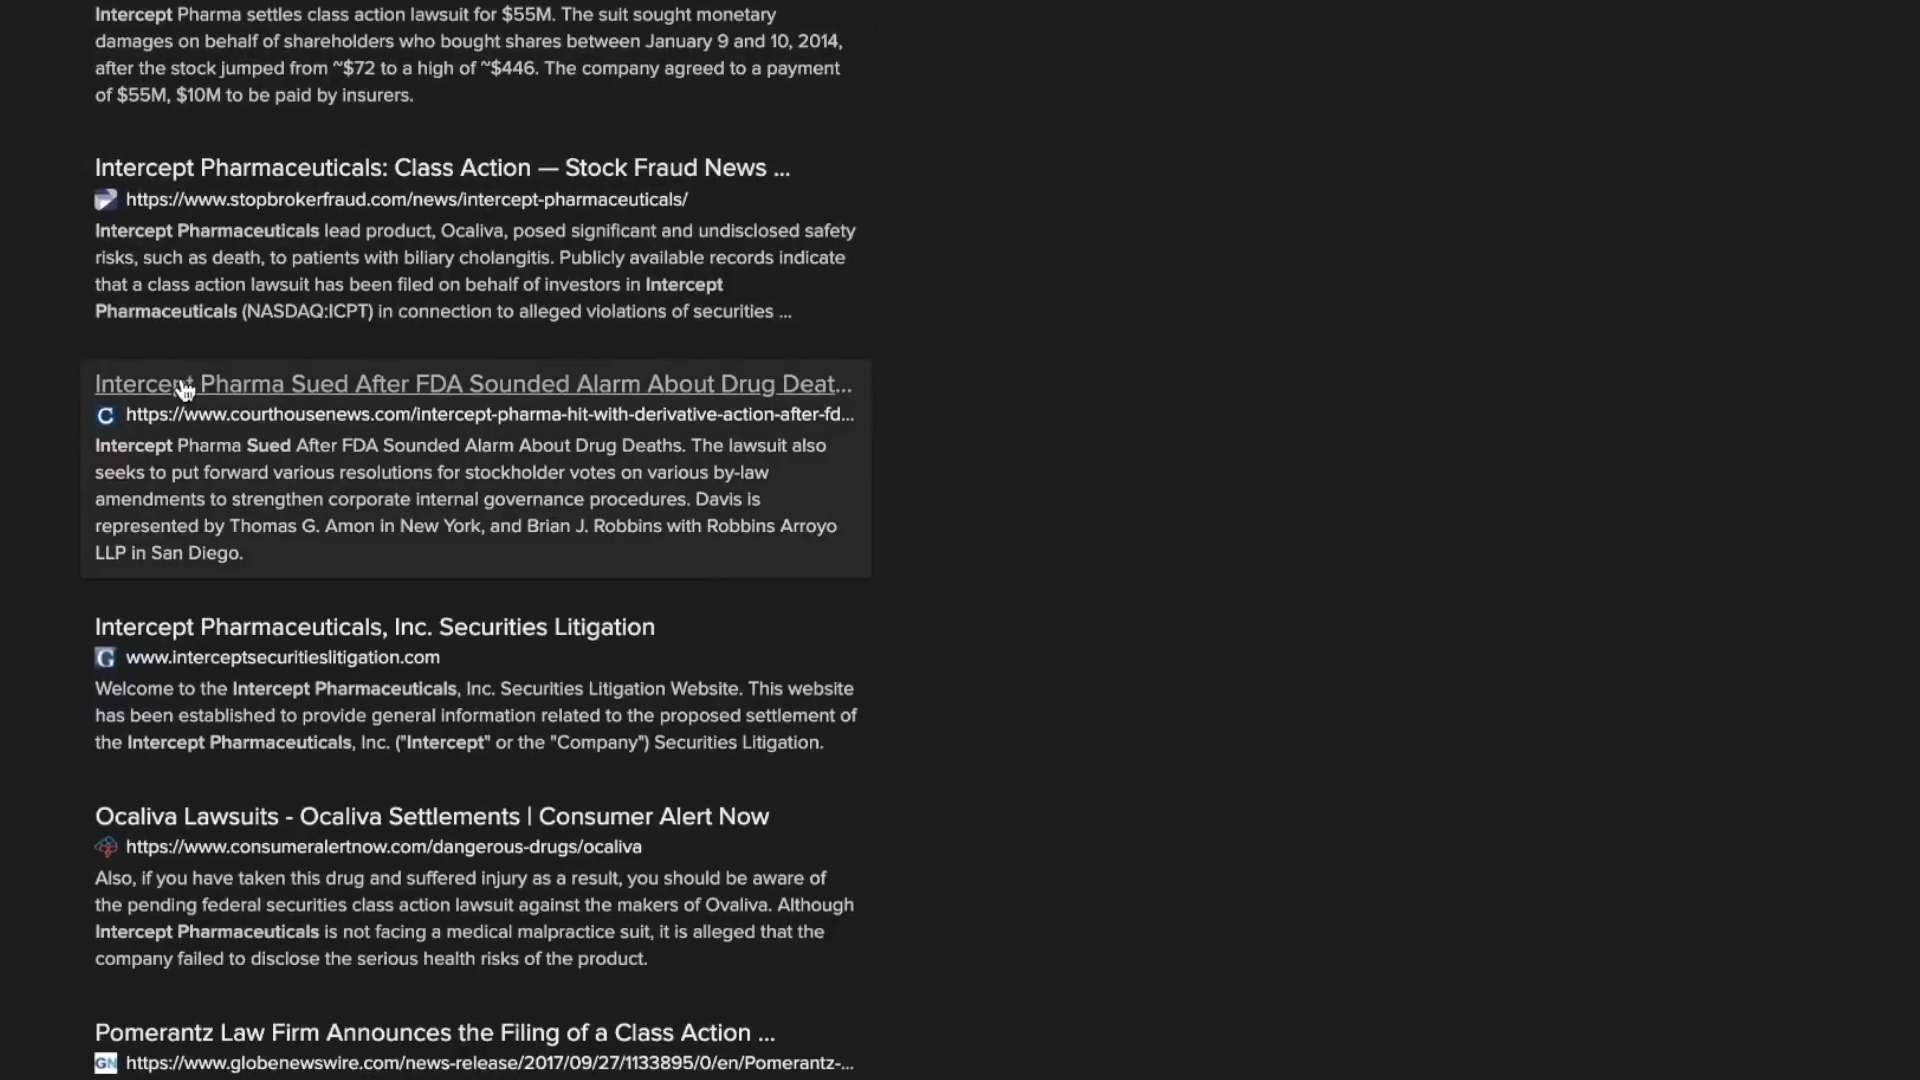 Intercept Pharma settles class action lawsuit for $55M. The suit sought monetary
damages on behalf of shareholders who bought shares between January 9 and 10, 2014,
after the stock jumped from ~$72 to a high of ~$446. The company agreed to a payment
of $55M, $10M to be paid by insurers.
Intercept Pharmaceuticals: Class Action — Stock Fraud News ...
https://www.stopbrokerfraud.com/news/intercept-pharmaceuticals/
Intercept Pharmaceuticals lead product, Ocaliva, posed significant and undisclosed safety
risks, such as death, to patients with biliary cholangitis. Publicly available records indicate
that a class action lawsuit has been filed on behalf of investors in Intercept
Pharmaceuticals (NASDAQ:ICPT) in connection to alleged violations of securities ...
Intercept Pharma Sued After FDA Sounded Alarm About Drug Deat...
C https://www.courthousenews.com/intercept-pharma-hit-with-derivative-action-after-fd...
Intercept Pharma Sued After FDA Sounded Alarm About Drug Deaths. The lawsuit also
seeks to put forward various resolutions for stockholder votes on various by-law
amendments to strengthen corporate internal governance procedures. Davis is
represented by Thomas G. Amon in New York, and Brian J. Robbins with Robbins Arroyo
LLP in San Diego.
Intercept Pharmaceuticals, Inc. Securities Litigation
G www.interceptsecuritieslitigation.com
Welcome to the Intercept Pharmaceuticals, Inc. Securities Litigation Website. This website
has been established to provide general information related to the proposed settlement of
the Intercept Pharmaceuticals, Inc. ("Intercept" or the "Company") Securities Litigation.
Ocaliva Lawsuits - Ocaliva Settlements | Consumer Alert Now
https://www.consumeralertnow.com/dangerous-drugs/ocaliva
Also, if you have taken this drug and suffered injury as a result, you should be aware of
the pending federal securities class action lawsuit against the makers of Ovaliva. Although
Intercept Pharmaceuticals is not facing a medical malpractice suit, it is alleged that the
company failed to disclose the serious health risks of the product.
Pomerantz Law Firm Announces the Filing of a Class Action ...
GN https://www.globenewswire.com/news-release/2017/09/27/1133895/0/en/Pomerantz-...